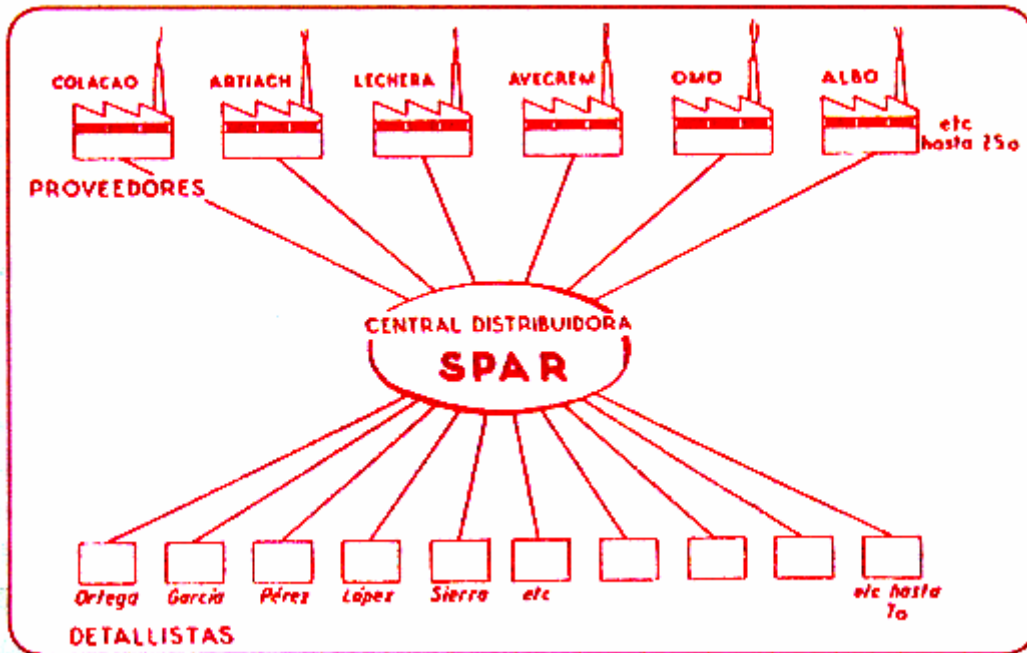 COLACAO ARTIACH LECHERA AVECREM OMO ALBO
etc
hasta 250
PROVEEDORES
CENTRAL DISTRIBUIDORA
SPAR
Ortega García Pérez López Sierra etc etc hasta
70
DETALLISTAS